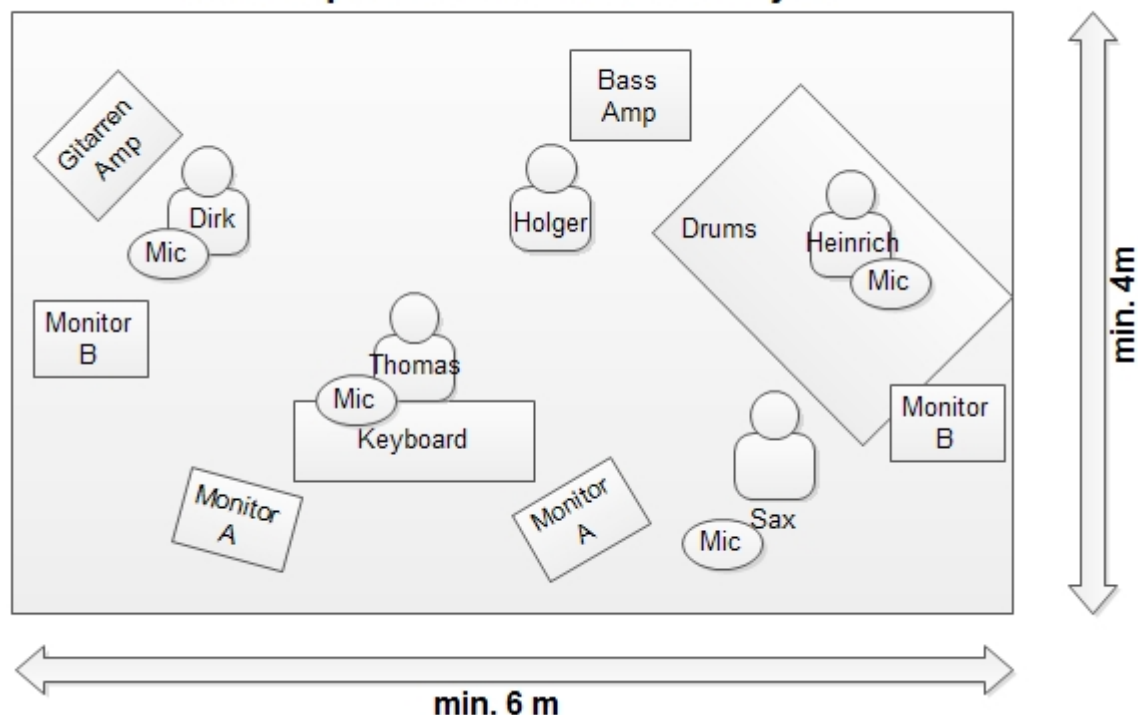 Bass
Amp
Gitarren
Amp
Dirk
Mic
Holger
Drums
Heinrich
Mic
Monitor
B
Thomas
Mic
Keyboard
Monitor
B
Monitor
A
Monitor
A
Sax
Mic
min. 4m
min. 6 m